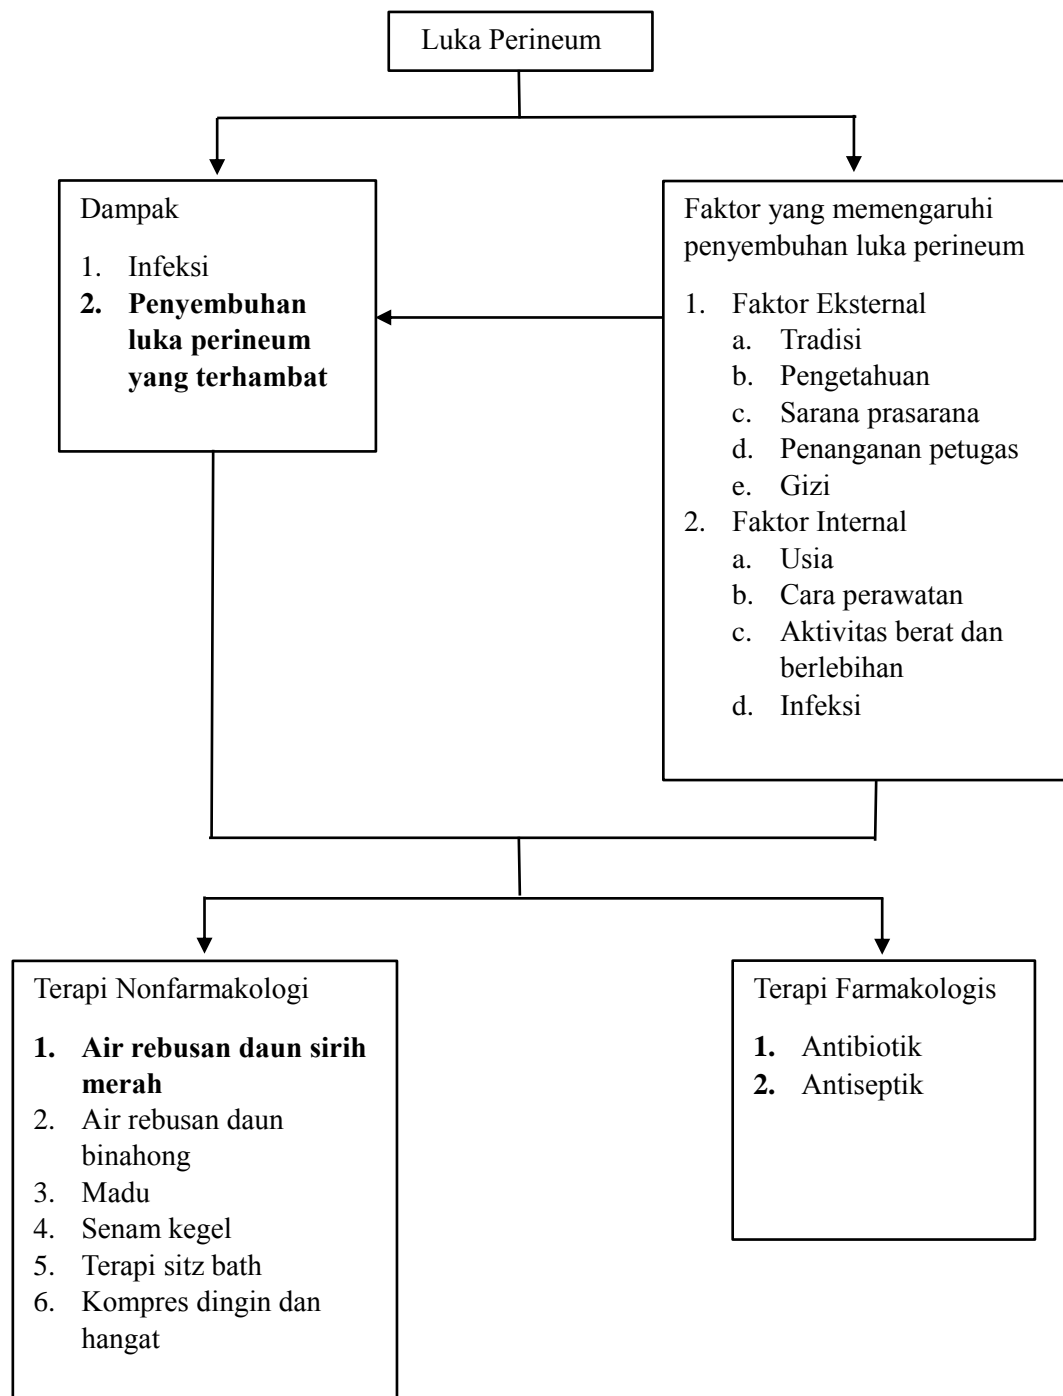 Luka Perineum
Dampak
1. Infeksi
2. Penyembuhan
luka perineum
yang terhambat
Faktor yang memengaruhi
penyembuhan luka perineum
1. Faktor Eksternal
a. Tradisi
b. Pengetahuan
c. Sarana prasarana
d. Penanganan petugas
e. Gizi
2. Faktor Internal
a. Usia
b. Cara perawatan
c. Aktivitas berat dan
berlebihan
d. Infeksi
Terapi Nonfarmakologi
1. Air rebusan daun sirih
merah
2. Air rebusan daun
binahong
3. Madu
4. Senam kegel
5. Terapi sitz bath
6. Kompres dingin dan
hangat
Terapi Farmakologis
1. Antibiotik
2. Antiseptik